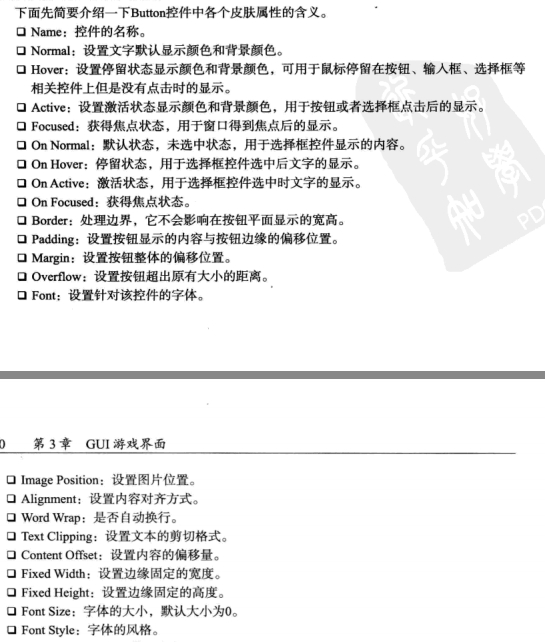 下面先简要介绍一下Button控件中各个皮肤属性的含义。
❑ Name：控件的名称。
❑ Normal：设置文字默认显示颜色和背景颜色。
❑ Hover：设置停留状态显示颜色和背景颜色，可用于鼠标停留在按钮、输入框、选择框等
相关控件上但是没有点击时的显示。
❑ Active：设置激活状态显示颜色和背景颜色，用于按钮或者选择框点击后的显示。
❑ Focused：获得焦点状态，用于窗口得到焦点后的显示。
❑ On Normal：默认状态，未选中状态，用于选择框控件显示的内容。
❑ On Hover：停留状态，用于选择框控件选中后文字的显示。
❑ On Active：激活状态，用于选择框控件选中时文字的显示。
❑ On Focused：获得焦点状态。
❑ Border：处理边界，它不会影响在按钮平面显示的宽高。
❑ Padding：设置按钮显示的内容与按钮边缘的偏移位置。
❑ Margin：设置按钮整体的偏移位置。
❑ Overflow：设置按钮超出原有大小的距离。
❑ Font：设置针对该控件的字体。
PD
0 第 3 章 GUI 游戏界面
❑ Image Position：设置图片位置。
❑ Alignment：设置内容对齐方式。
❑ Word Wrap：是否自动换行。
❑ Text Clipping：设置文本的剪切格式。
❑ Content Offset：设置内容的偏移量。
❑ Fixed Width：设置边缘固定的宽度。
❑ Fixed Height：设置边缘固定的高度。
❑ Font Size：字体的大小，默认大小为0。
❑ Font Style：字体的风格。